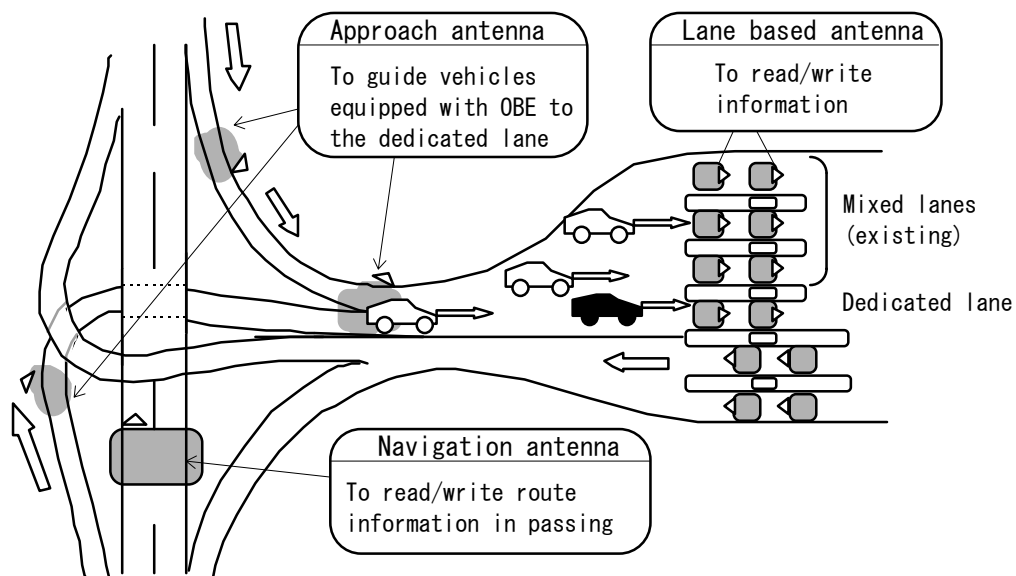 Approach antenna
To guide vehicles
equipped with OBE to
the dedicated lane
Lane based antenna
To read/write
information
Mixed lanes
(existing)
Dedicated lane
Navigation antenna
To read/write route
information in passing